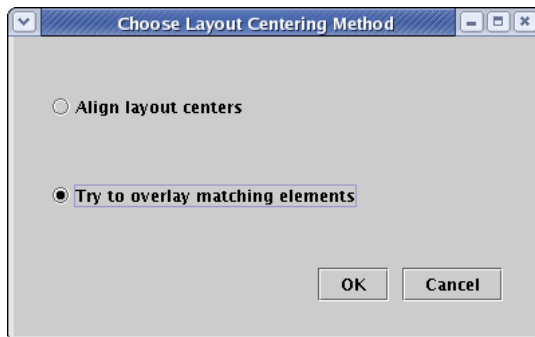 Choose Layout Centering Method
Align layout centers
Try to overlay matching elements
OK Cancel